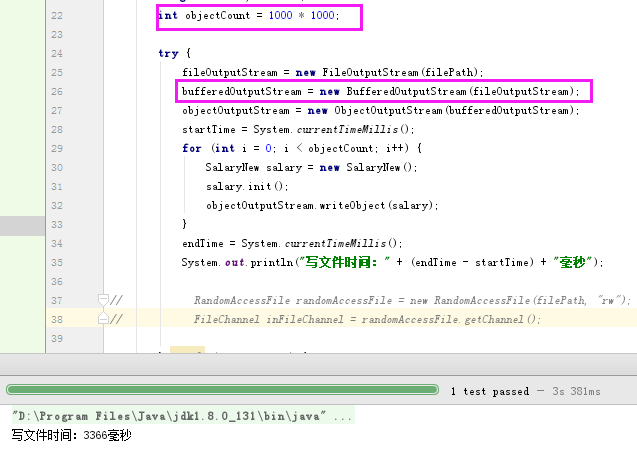 22 int objectCount = 1000 * 1000;
23
24 try {
25 fileOutputStream = new FileOutputStream(filePath);
26 bufferedOutputStream = new BufferedOutputStream(fileOutputStream);
27 objectOutputStream = new ObjectOutputStream(bufferedOutputStream);
28 startTime = System.currentTimeMillis();
29 for (int i = 0; i < objectCount; i++) {
30 SalaryNew salary = new SalaryNew();
31 salary.init();
32 objectOutputStream.writeObject(salary);
33 }
34 endTime = System.currentTimeMillis();
35 System.out.println("写文件时间：" + (endTime - startTime) + "毫秒");
36
37 // RandomAccessFile randomAccessFile = new RandomAccessFile(filePath, "rw");
38 // FileChannel inFileChannel = randomAccessFile.getChannel();
39
1 test passed – 3s 381ms
"D:\Program Files\Java\jdk1.8.0_131\bin\java" ...
写文件时间：3366毫秒